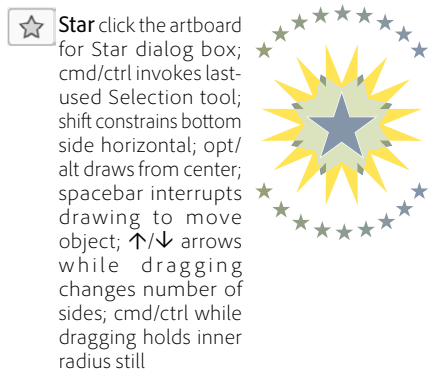 Star click the artboard
for Star dialog box;
cmd/ctrl invokes last-
used Selection tool;
shift constrains bottom
side horizontal; opt/
alt draws from center;
spacebar interrupts
drawing to move
object; ↑/↓ arrows
while dragging
changes number of
sides; cmd/ctrl while
dragging holds inner
radius still